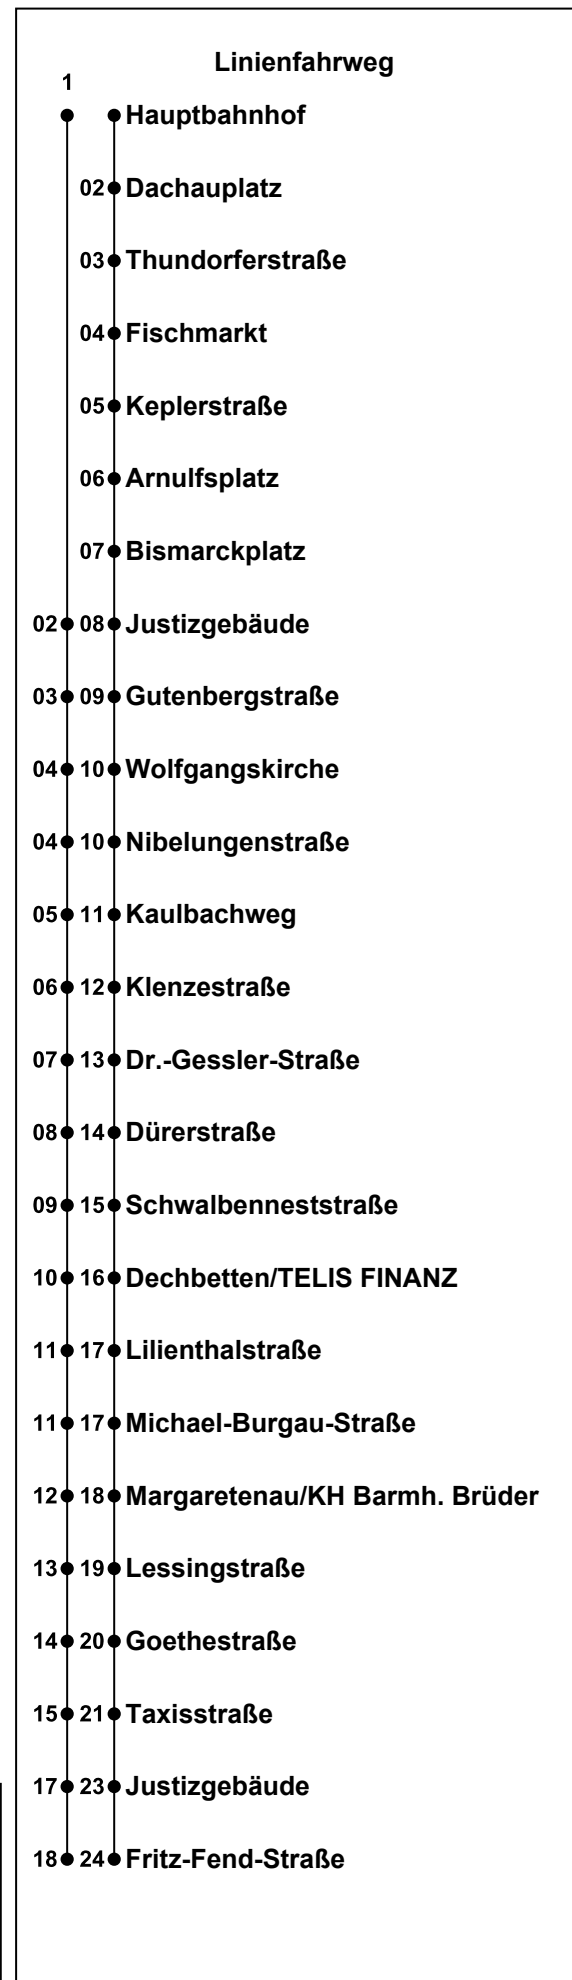 Linienfahrweg
1
Hauptbahnhof
02 Dachauplatz
03 Thundorferstraße
04 Fischmarkt
05 Keplerstraße
06 Arnulfsplatz
07 Bismarckplatz
02 08 Justizgebäude
03 09 Gutenbergstraße
04 10 Wolfgangskirche
04 10 Nibelungenstraße
05 11 Kaulbachweg
06 12 Klenzestraße
07 13 Dr.-Gessler-Straße
08 14 Dürerstraße
09 15 Schwalbenneststraße
10 16 Dechbetten/TELIS FINANZ
11 17 Lilienthalstraße
11 17 Michael-Burgau-Straße
12 18 Margaretenau/KH Barmh. Brüder
13 19 Lessingstraße
14 20 Goethestraße
15 21 Taxisstraße
17 23 Justizgebäude
18 24 Fritz-Fend-Straße